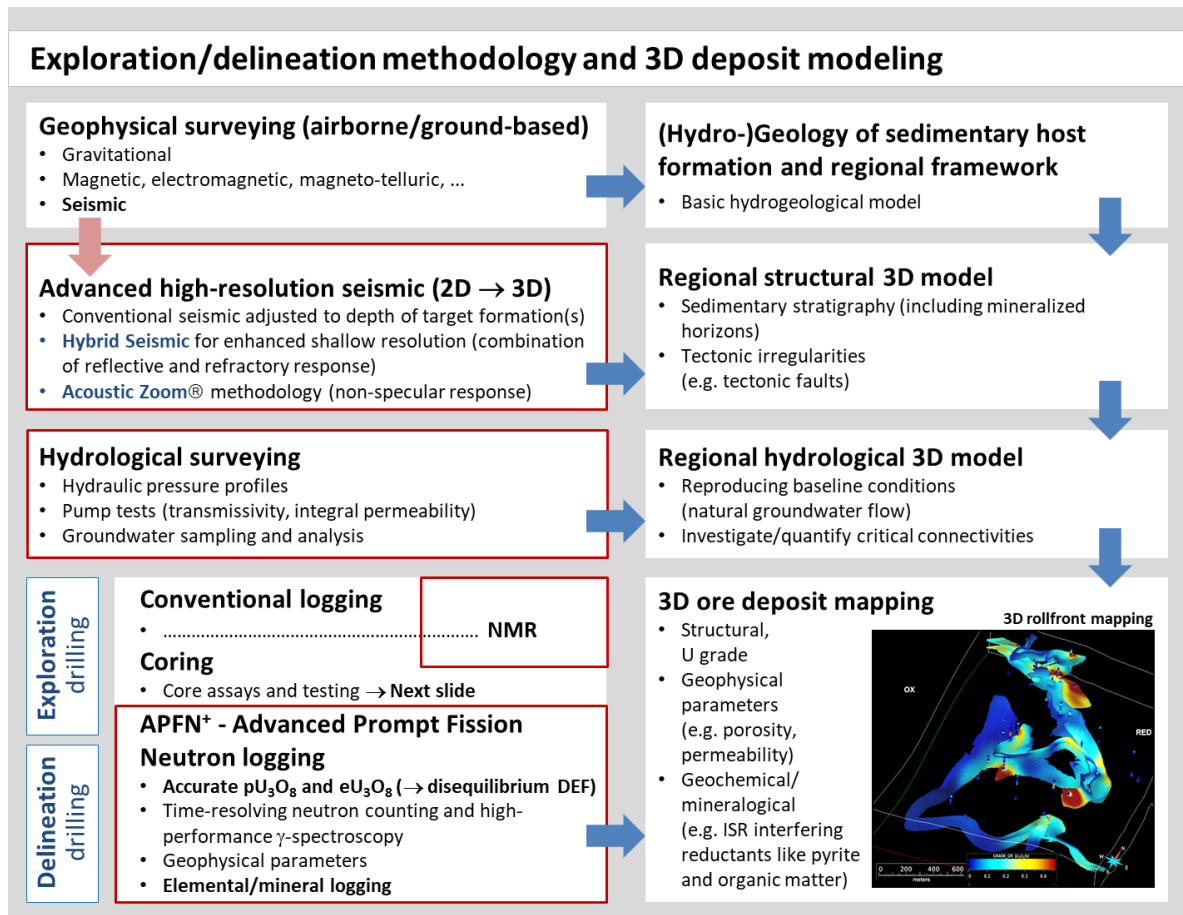 Exploration/delineation methodology and 3D deposit modeling
Geophysical surveying (airborne/ground-based)
• Gravitational
• Magnetic, electromagnetic, magneto-telluric, ...
• Seismic
(Hydro-)Geology of sedimentary host
formation and regional framework
• Basic hydrogeological model
Advanced high-resolution seismic (2D → 3D)
• Conventional seismic adjusted to depth of target formation(s)
• Hybrid Seismic for enhanced shallow resolution (combination
of reflective and refractory response)
• Acoustic Zoom® methodology (non-specular response)
Regional structural 3D model
• Sedimentary stratigraphy (including mineralized
horizons)
• Tectonic irregularities
(e.g. tectonic faults)
Hydrological surveying
• Hydraulic pressure profiles
• Pump tests (transmissivity, integral permeability)
• Groundwater sampling and analysis
Regional hydrological 3D model
• Reproducing baseline conditions
(natural groundwater flow)
• Investigate/quantify critical connectivities
Exploration
drilling
Delineation
drilling
Conventional logging
• ................................................................... NMR
Coring
• Core assays and testing → Next slide
APFN⁺ - Advanced Prompt Fission
Neutron logging
• Accurate pU₃O₈ and eU₃O₈ (→ disequilibrium DEF)
• Time-resolving neutron counting and high-
performance γ-spectroscopy
• Geophysical parameters
• Elemental/mineral logging
3D ore deposit mapping
• Structural,
U grade
• Geophysical
parameters
(e.g. porosity,
permeability)
• Geochemical/
mineralogical
(e.g. ISR interfering
reductants like pyrite
and organic matter)
3D rollfront mapping
OX
RED
0 200 400 600
meters
0 0.1 0.2 0.3 0.4
N
W
E
S